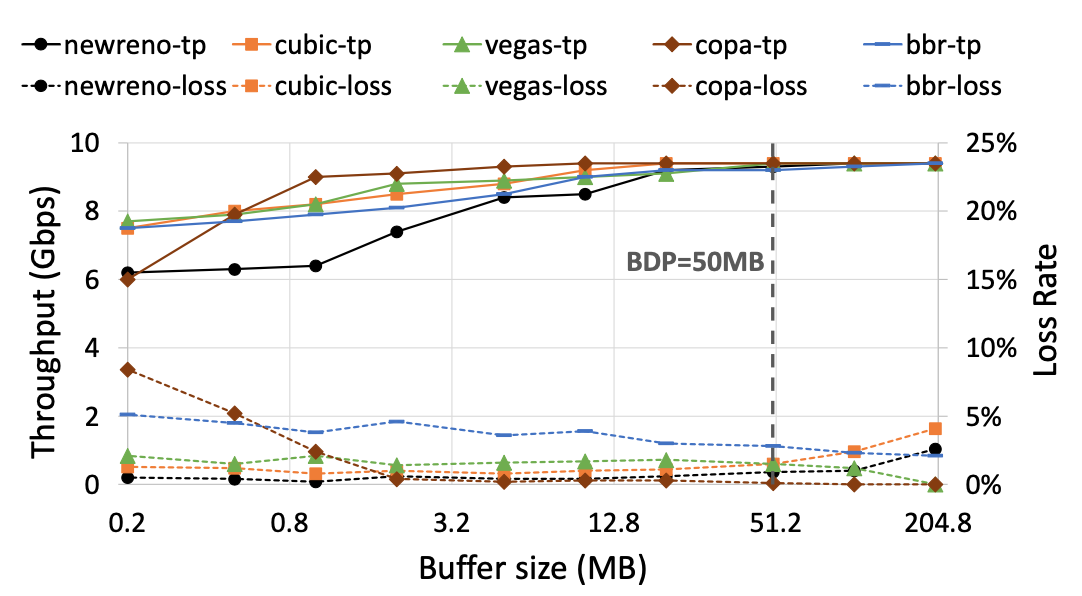 newreno-tp cubic-tp vegas-tp copa-tp bbr-tp
newreno-loss cubic-loss vegas-loss copa-loss bbr-loss
10 25%
8 20%
BDP=50MB
6 15%
4 10%
2 5%
0 0%
Throughput (Gbps)
Loss Rate
0.2 0.8 3.2 12.8 51.2 204.8
Buffer size (MB)